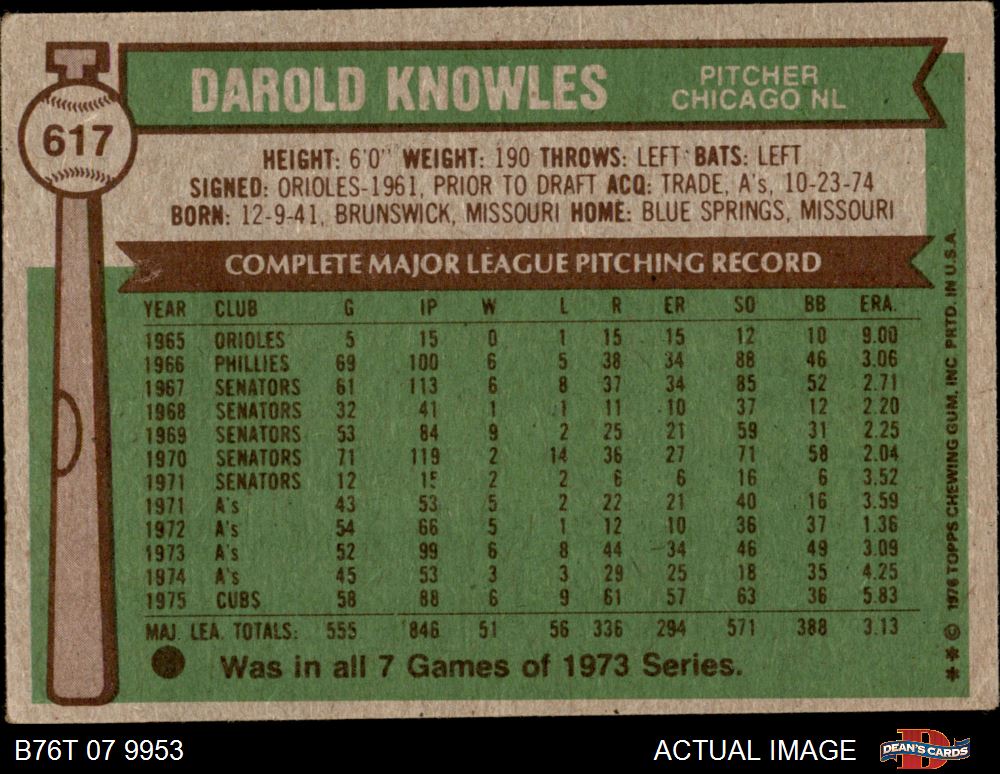 617
DAROLD KNOWLES
PITCHER
CHICAGO NL
HEIGHT: 6'0" WEIGHT: 190 THROWS: LEFT BATS: LEFT
SIGNED: ORIOLES-1961, PRIOR TO DRAFT ACQ: TRADE, A's, 10-23-74
BORN: 12-9-41, BRUNSWICK, MISSOURI HOME: BLUE SPRINGS, MISSOURI
COMPLETE MAJOR LEAGUE PITCHING RECORD
YEAR CLUB G IP W L R ER SO BB ERA.
1965 ORIOLES 5 15 0 1 15 15 12 10 9.00
1966 PHILLIES 69 100 6 5 38 34 88 46 3.06
1967 SENATORS 61 113 6 8 37 34 85 52 2.71
1968 SENATORS 32 41 1 1 11 10 37 12 2.20
1969 SENATORS 53 84 9 2 25 21 59 31 2.25
1970 SENATORS 71 119 2 14 36 27 71 58 2.04
1971 SENATORS 12 15 2 2 6 6 16 6 3.52
1971 A's 43 53 5 2 22 21 40 16 3.59
1972 A's 54 66 5 1 12 10 36 37 1.36
1973 A's 52 99 6 8 44 34 46 49 3.09
1974 A's 45 53 3 3 29 25 18 35 4.25
1975 CUBS 58 88 6 9 61 57 63 36 5.83
MAJ. LEA. TOTALS: 555 846 51 56 336 294 571 388 3.13
Was in all 7 Games of 1973 Series.
** © 1976 TOPPS CHEWING GUM, INC PRTD. IN U.S.A.
B76T 07 9953
ACTUAL IMAGE
DEAN'S CARDS